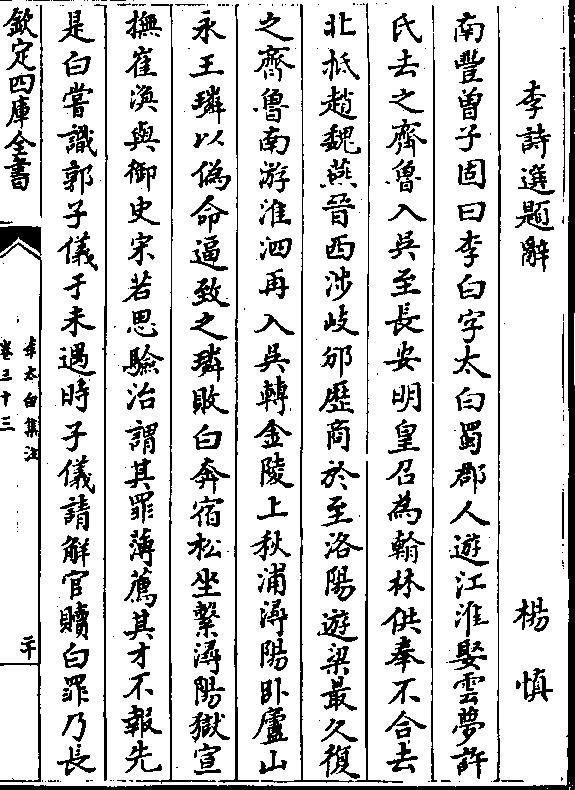 李詩選題辭 楊慎
南豐曾子固曰李白字太白蜀郡人遊江淮娶雲夢許
氏去之齊魯入吳至長安明皇召為翰林供奉不合去
北抵趙魏燕晉西涉岐邠歷商於至洛陽遊梁最久復
之齊魯南游淮泗再入吳轉金陵上秋浦潯陽卧廬山
永王璘以偽命逼致之璘敗白奔宿松坐繫潯陽獄宣
撫崔渙與御史宋若思驗治謂其罪薄薦其才不報先
是白嘗識郭子儀于未遇時子儀請解官贖白罪乃長
欽定四庫全書
李太白集注
卷三十三
二十